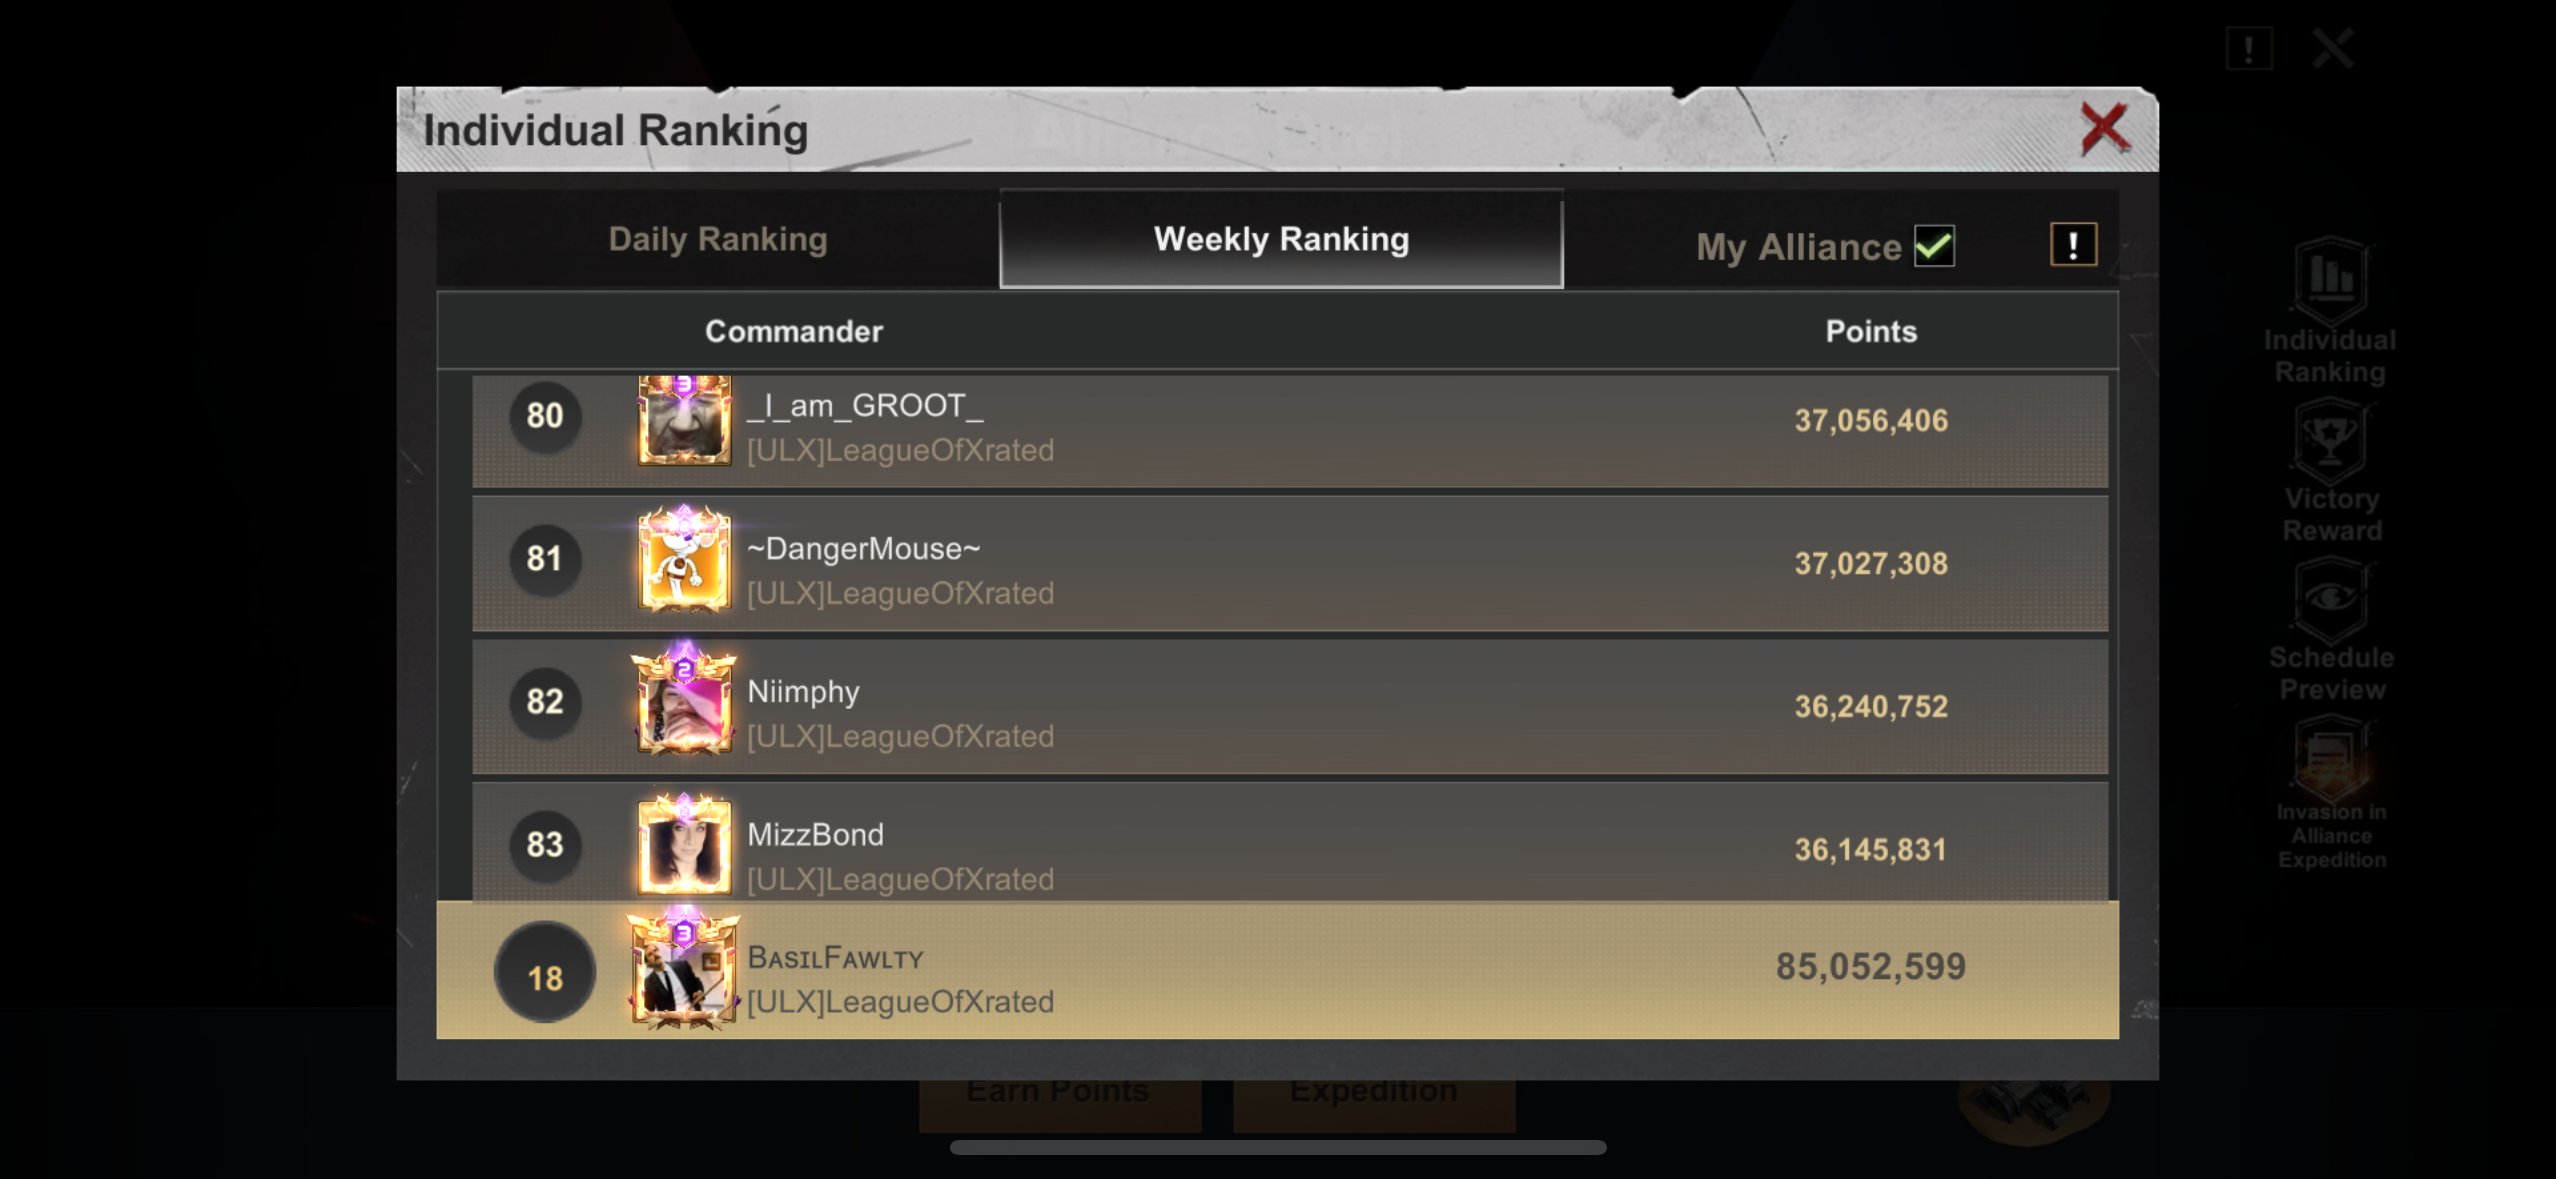 Individual Ranking
Daily Ranking
Weekly Ranking
My Alliance
!
Commander
Points
80
3
_I_am_GROOT_
[ULX]LeagueOfXrated
37,056,406
81
~DangerMouse~
[ULX]LeagueOfXrated
37,027,308
82
2
Niimphy
[ULX]LeagueOfXrated
36,240,752
83
MizzBond
[ULX]LeagueOfXrated
36,145,831
18
3
BasilFawlty
[ULX]LeagueOfXrated
85,052,599
!
Individual
Ranking
Victory
Reward
Schedule
Preview
Invasion in
Alliance
Expedition
Earn Points
Expedition